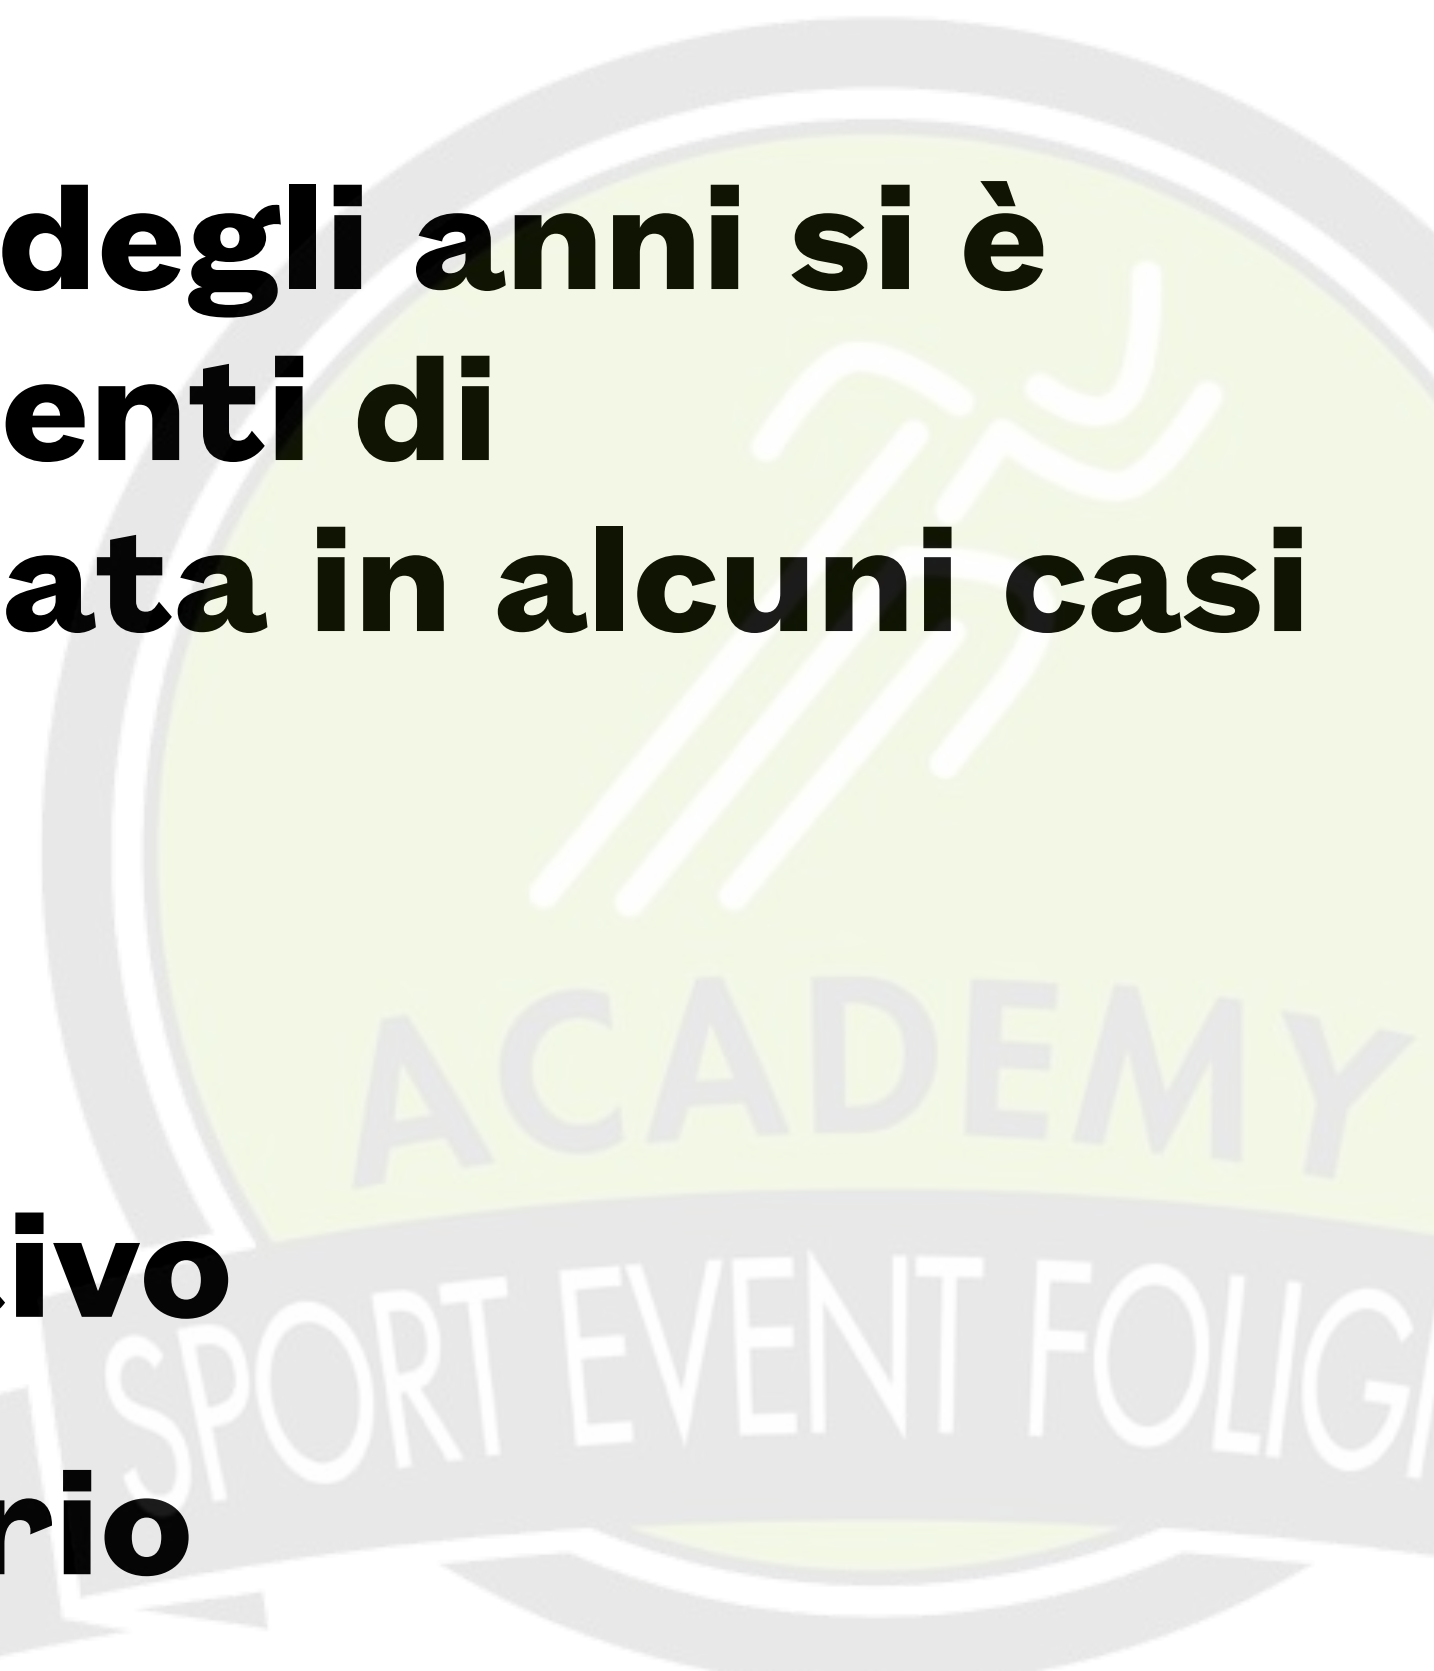 degli anni si è
enti di
ata in alcuni casi
ACADEMY
ivo
SPORT EVENT FOLIG
rio